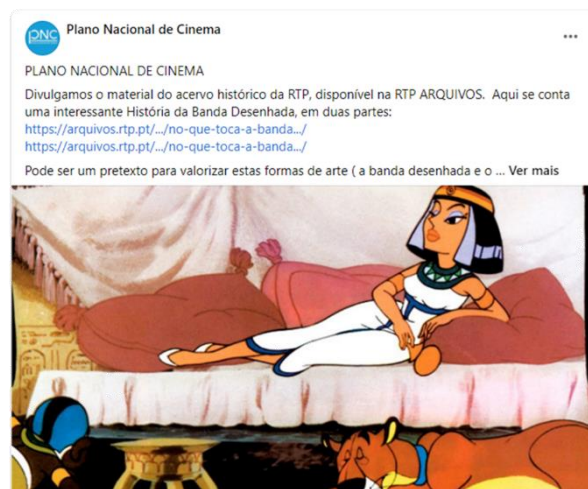 PNC
Plano Nacional de Cinema
PLANO NACIONAL DE CINEMA
Divulgamos o material do acervo histórico da RTP, disponível na RTP ARQUIVOS. Aqui se conta
uma interessante História da Banda Desenhada, em duas partes:
https://arquivos.rtp.pt/.../no-que-toca-a-banda.../
https://arquivos.rtp.pt/.../no-que-toca-a-banda.../
Pode ser um pretexto para valorizar estas formas de arte ( a banda desenhada e o ... Ver mais